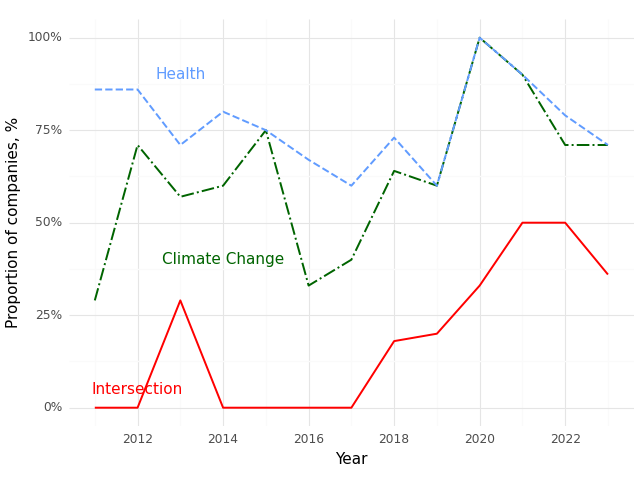 100%
Health
75%
50%
Climate Change
25%
Intersection
0%
2012 2014 2016 2018 2020 2022
Year
Proportion of companies, %